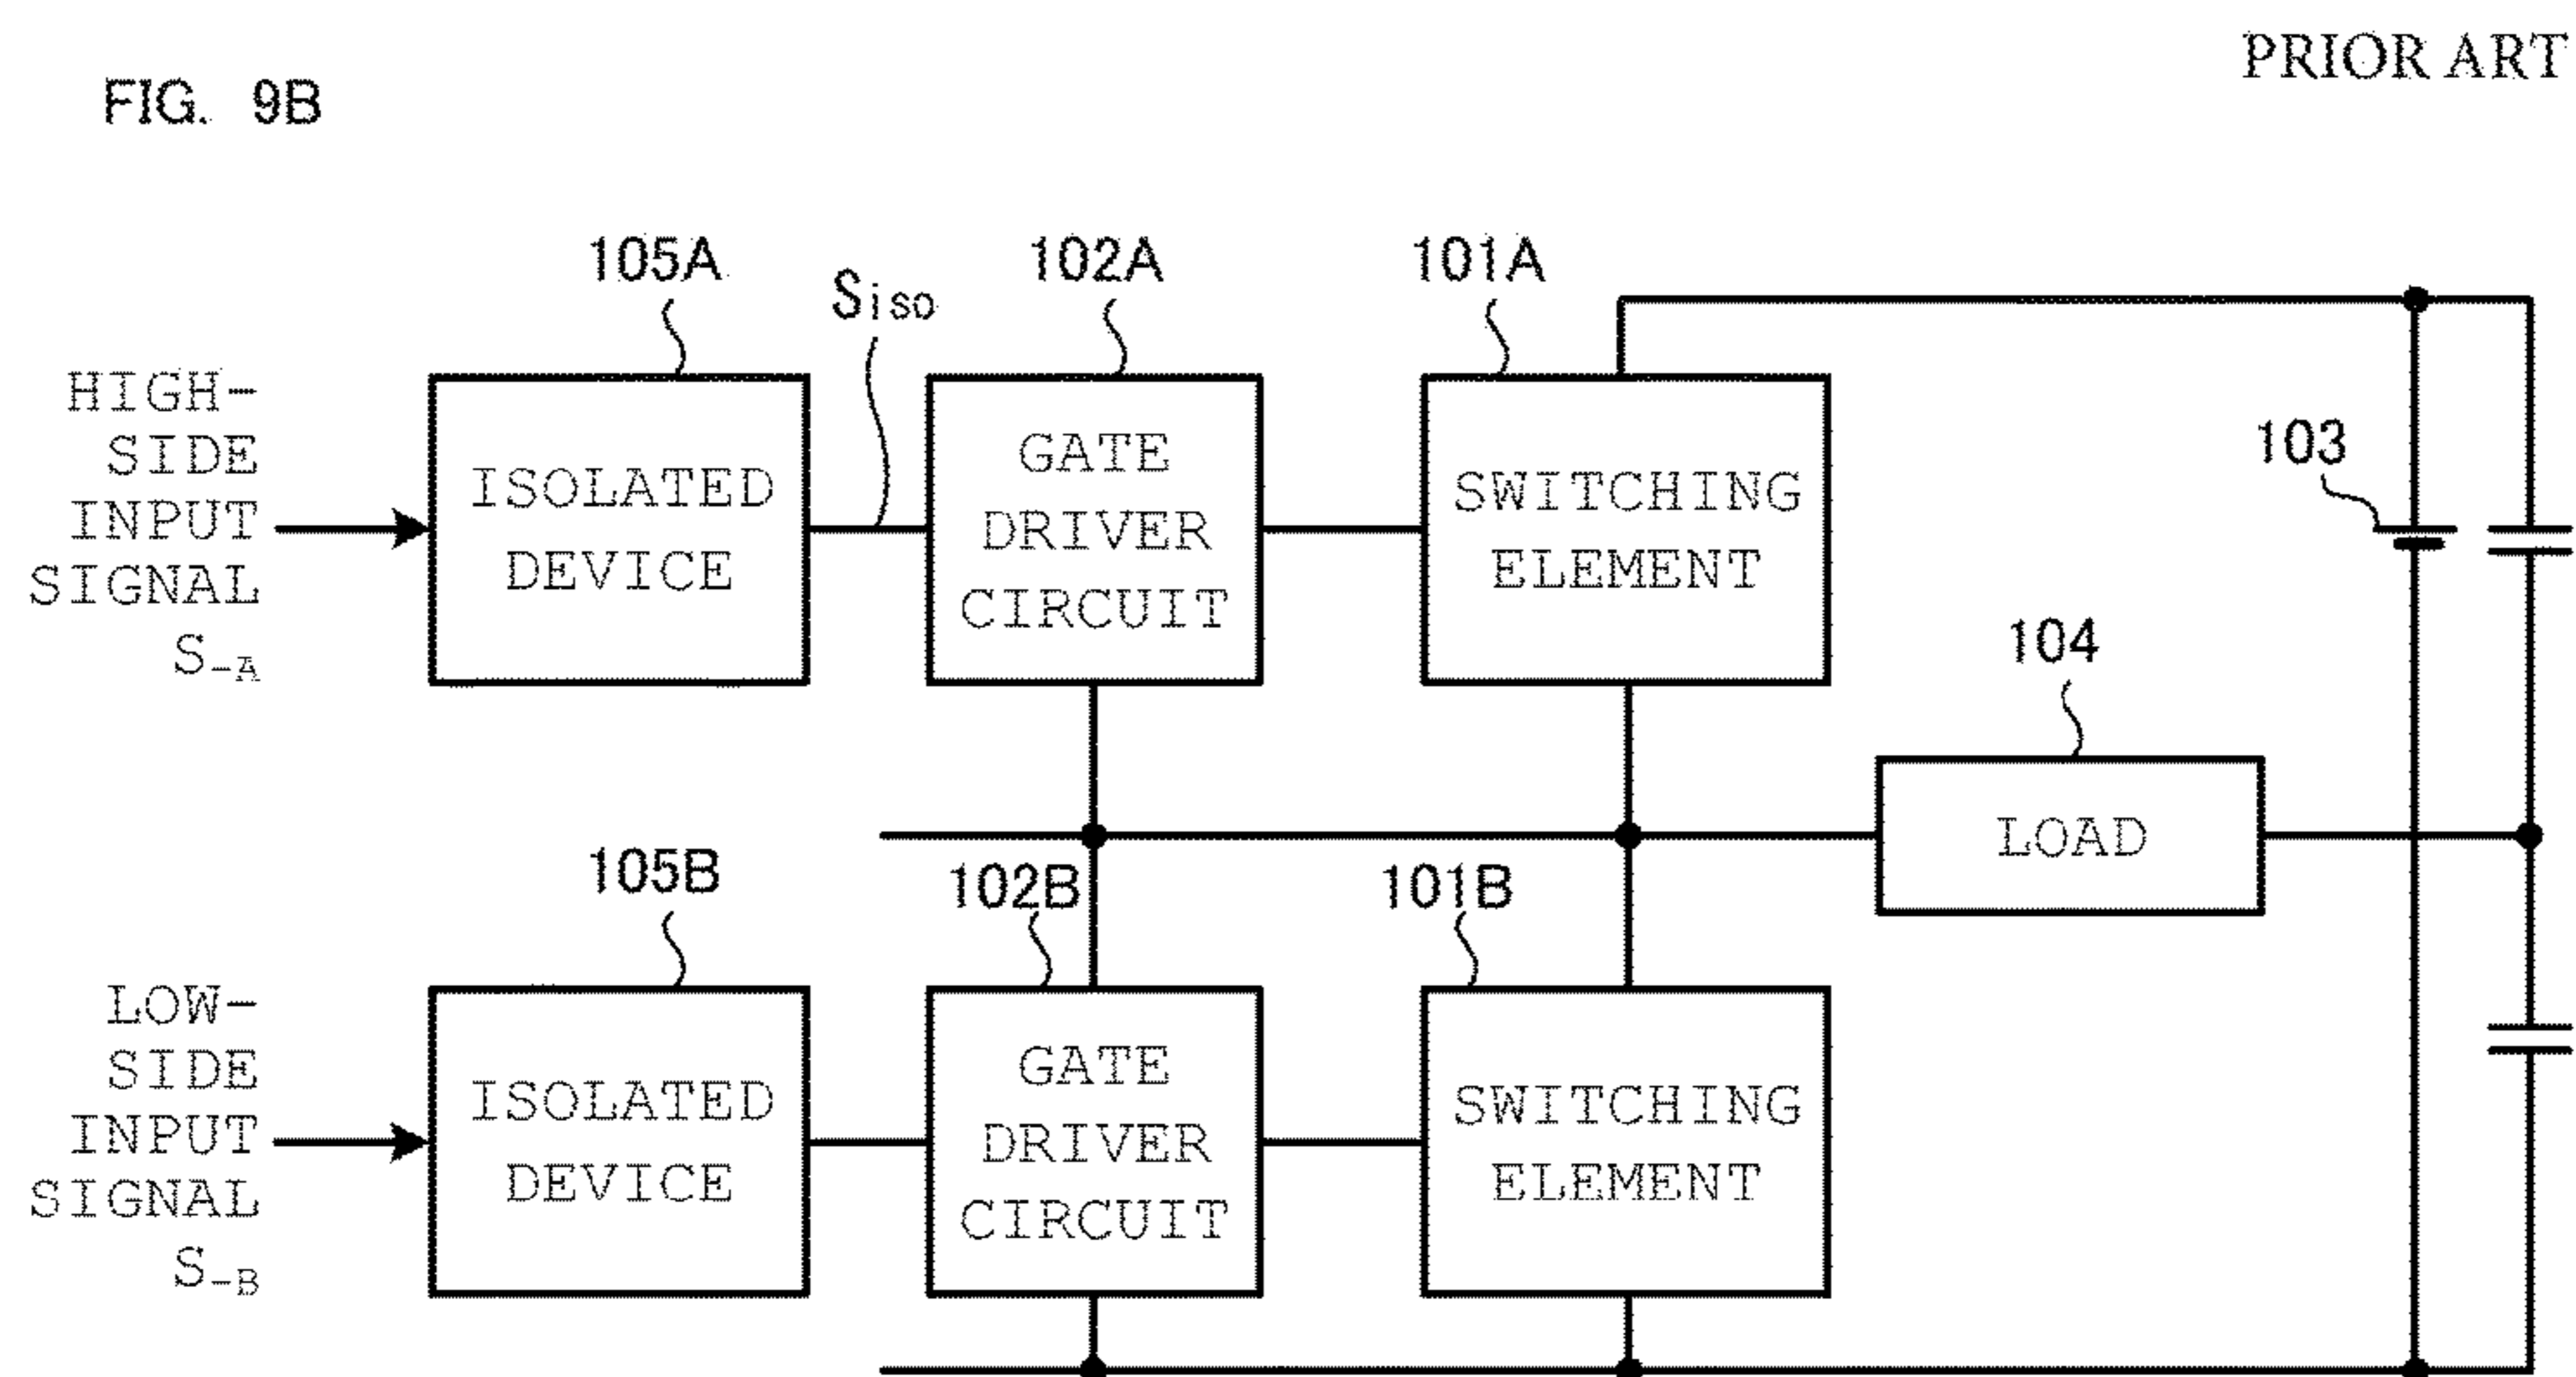 PRIOR ART
FIG. 9B
105A
Siso
102A
101A
HIGH-
SIDE
INPUT
SIGNAL
S-A
ISOLATED
DEVICE
GATE
DRIVER
CIRCUIT
SWITCHING
ELEMENT
103
104
LOAD
105B
102B
101B
LOW-
SIDE
INPUT
SIGNAL
S-B
ISOLATED
DEVICE
GATE
DRIVER
CIRCUIT
SWITCHING
ELEMENT